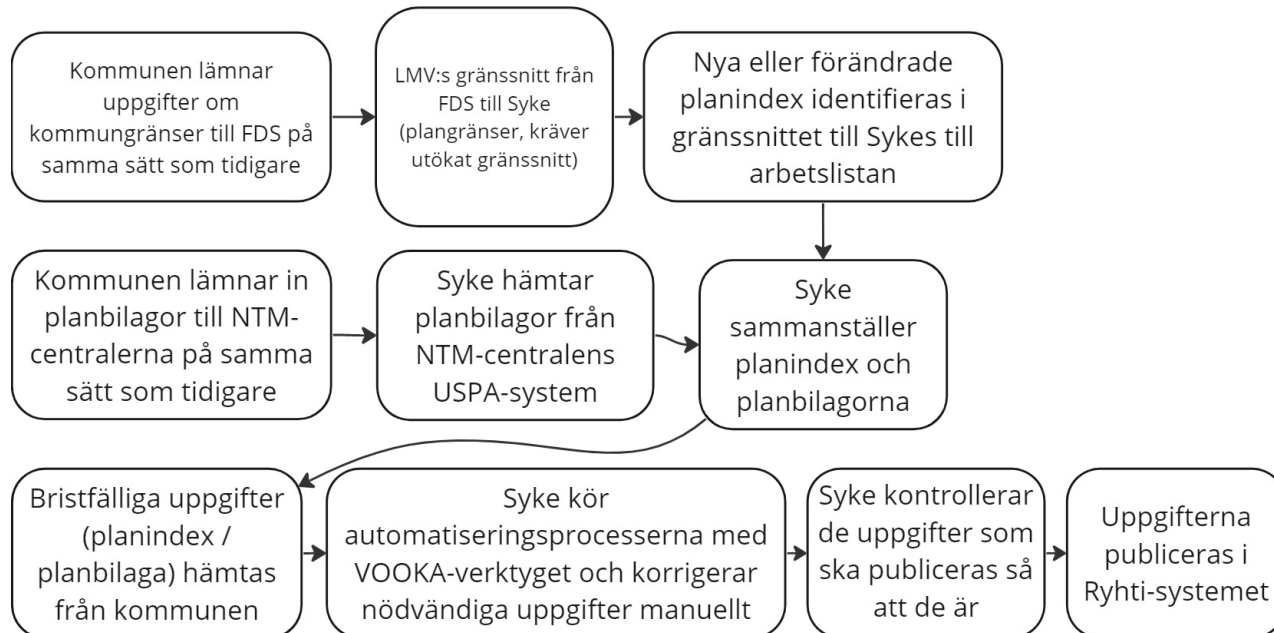 Kommunen lämnar
uppgifter om
kommungränser till FDS på
samma sätt som tidigare
LMV:s gränssnitt från
FDS till Syke
(plangränser, kräver
utökat gränssnitt)
Nya eller förändrade
planindex identifieras i
gränssnittet till Sykes till
arbetslistan
Kommunen lämnar in
planbilagor till NTM-
centralerna på samma
sätt som tidigare
Syke hämtar
planbilagor från
NTM-centralens
USPA-system
Syke
sammanställer
planindex och
planbilagorna
Bristfälliga uppgifter
(planindex /
planbilaga) hämtas
från kommunen
Syke kör
automatiseringsprocesserna med
VOOKA-verktyget och korrigerar
nödvändiga uppgifter manuellt
Syke kontrollerar
de uppgifter som
ska publiceras så
att de är
Uppgifterna
publiceras i
Ryhti-systemet